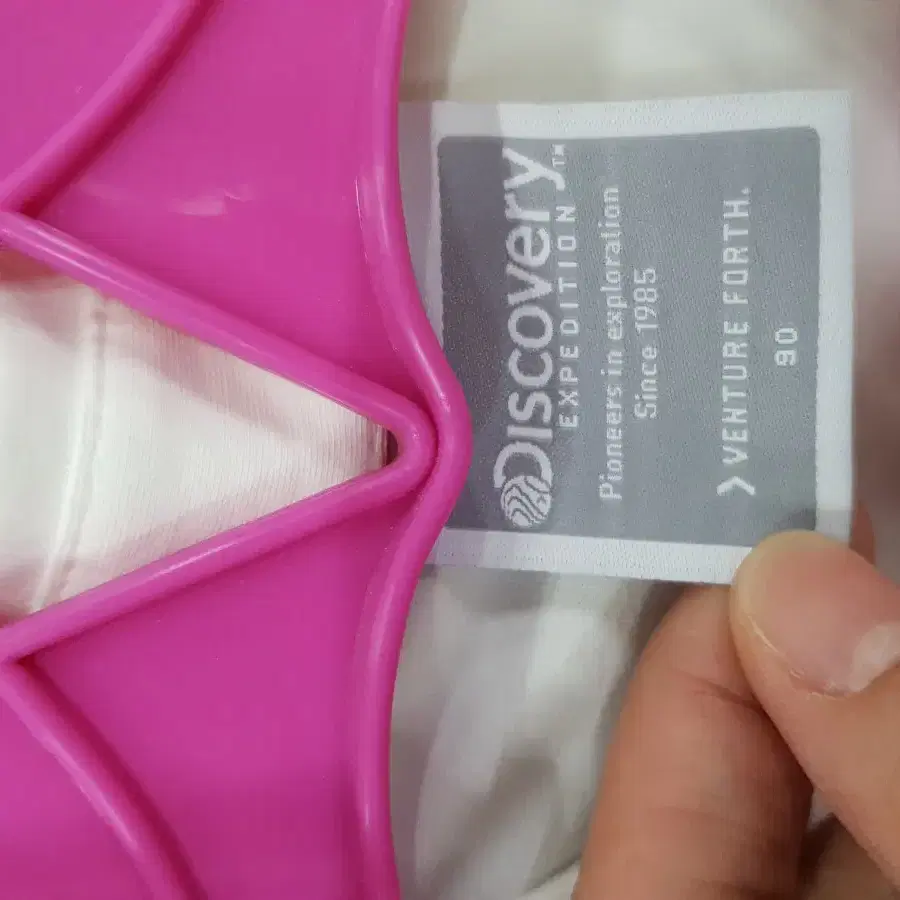 Discovery™
EXPEDITION
Pioneers in exploration
Since 1985
VENTURE FORTH.
90